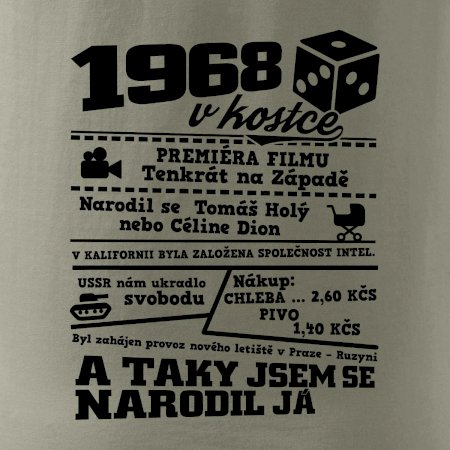 1968
v kostce
PREMIÉRA FILMU
Tenkrát na Západě
Narodil se Tomáš Holý
nebo Céline Dion
V KALIFORNII BYLA ZALOŽENA SPOLEČNOST INTEL.
USSR nám ukradlo
svobodu
Nákup:
CHLEBA ... 2,60 KČS
PIVO
1,40 KČS
Byl zahájen provoz nového letiště v Praze - Ruzyni
A TAKY JSEM SE
NARODIL JÁ